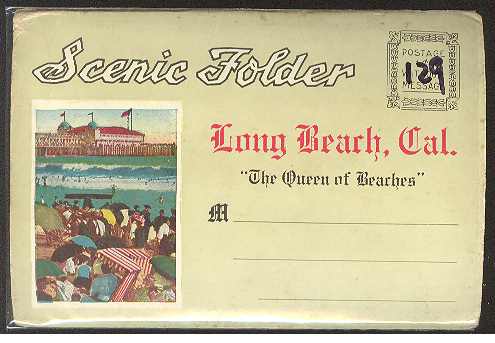 Scenic Folder
POSTAGE
MESSAGE
129
Long Beach, Cal.
"The Queen of Beaches"
M